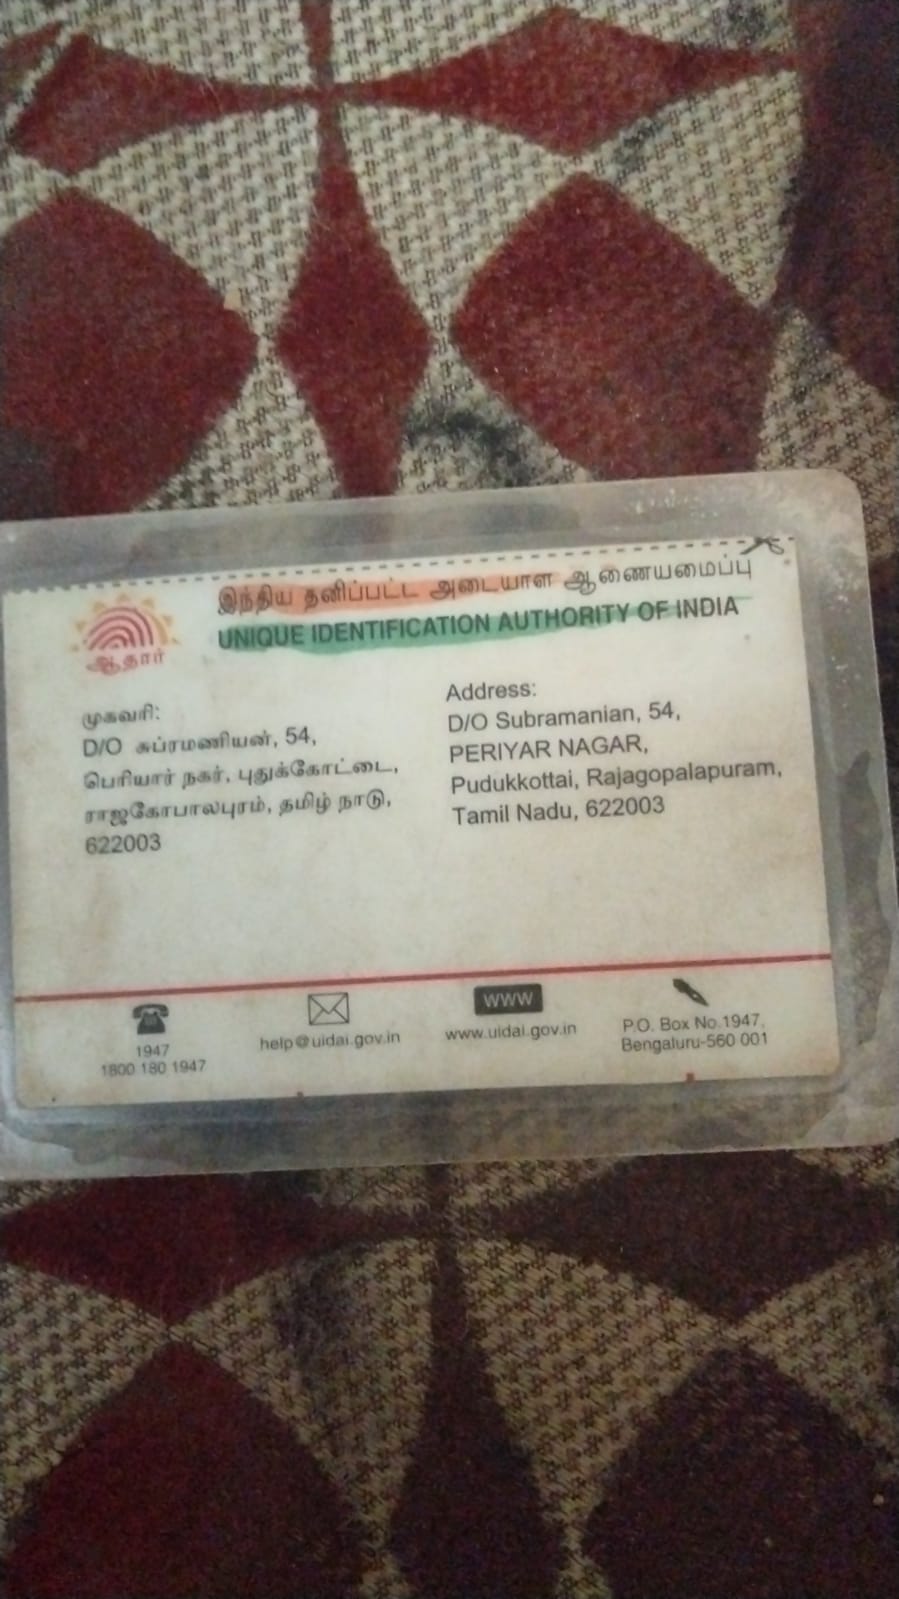 இந்திய தனிப்பட்ட அடையாள ஆணையமைப்பு
UNIQUE IDENTIFICATION AUTHORITY OF INDIA
ஆதார்
முகவரி:
D/O சுப்ரமணியன், 54,
பெரியார் நகர், புதுக்கோட்டை,
ராஜகோபாலபுரம், தமிழ் நாடு,
622003
Address:
D/O Subramanian, 54,
PERIYAR NAGAR,
Pudukkottai, Rajagopalapuram,
Tamil Nadu, 622003
1947
1800 180 1947
help@uidai.gov.in
WWW
www.uidai.gov.in
P.O. Box No.1947,
Bengaluru-560 001